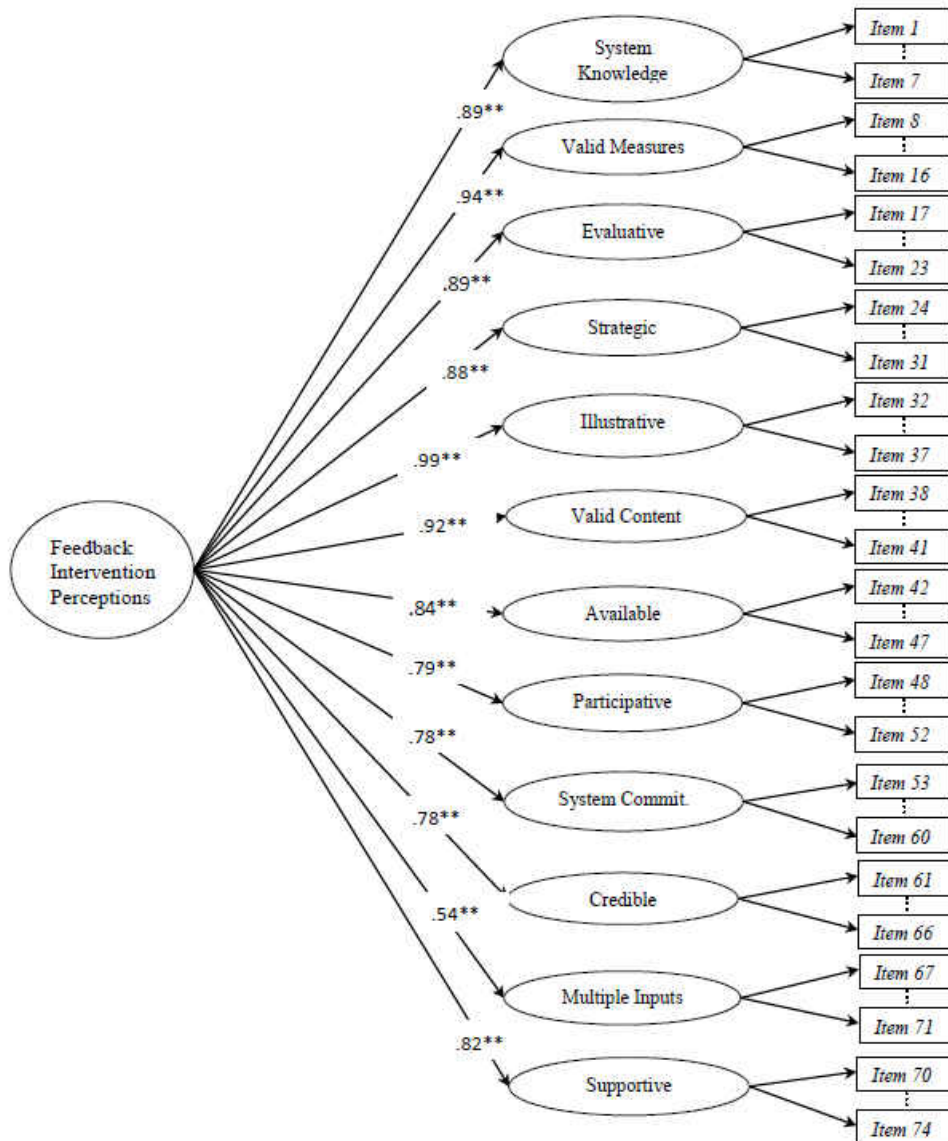 System
Knowledge
Item 1
Item 7
.89**
Valid Measures
Item 8
Item 16
.94**
Evaluative
Item 17
Item 23
.89**
Strategic
Item 24
Item 31
.88**
Illustrative
Item 32
Item 37
.99**
Valid Content
Item 38
Item 41
.92**
Feedback
Intervention
Perceptions
Available
Item 42
Item 47
.84**
Participative
Item 48
Item 52
.79**
System Commit.
Item 53
Item 60
.78**
Credible
Item 61
Item 66
.78**
Multiple Inputs
Item 67
Item 71
.54**
Supportive
Item 70
Item 74
.82**